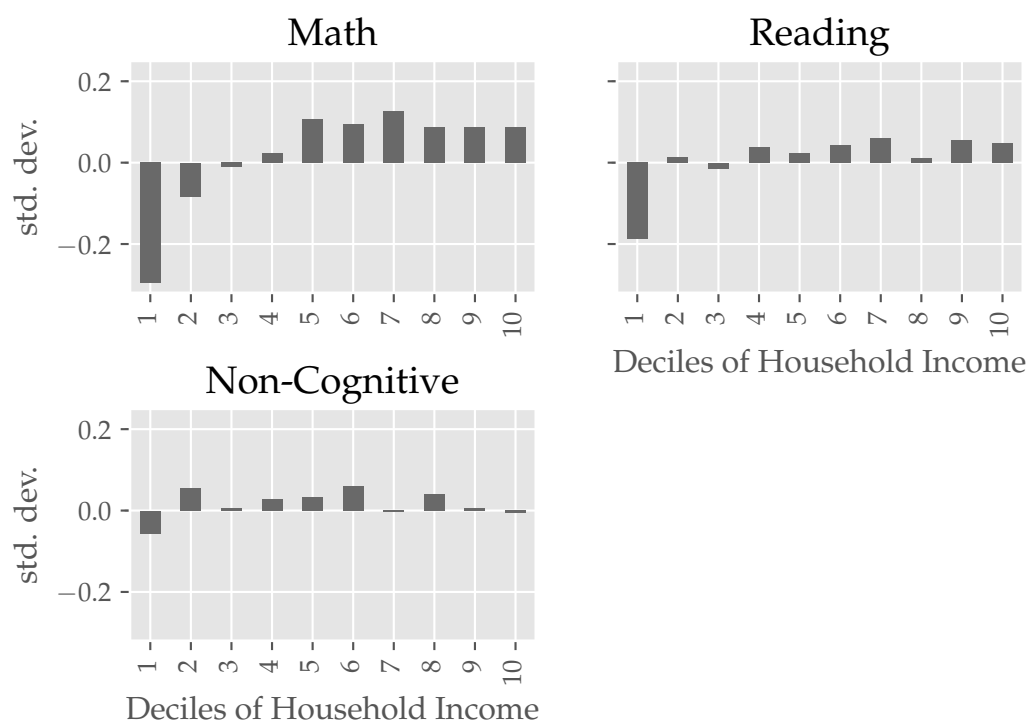 Math
std. dev.
0.2
0.0
−0.2
1 2 3 4 5 6 7 8 9 10
Reading
1 2 3 4 5 6 7 8 9 10
Deciles of Household Income
Non-Cognitive
std. dev.
0.2
0.0
−0.2
1 2 3 4 5 6 7 8 9 10
Deciles of Household Income